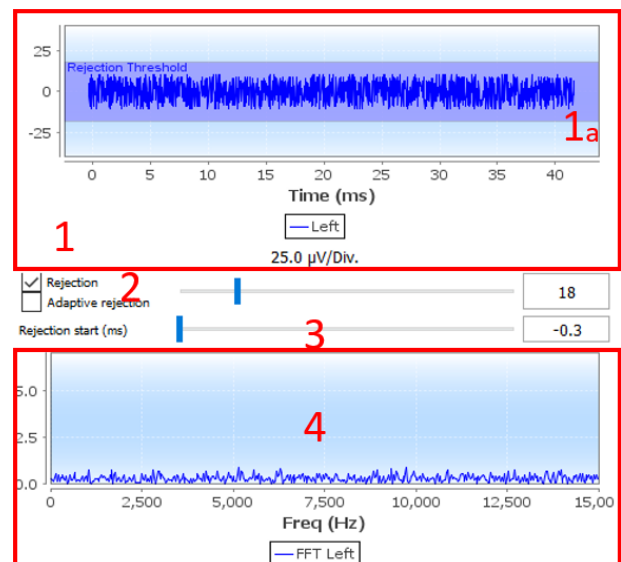 25
Rejection Threshold
0
1a
-25
0 5 10 15 20 25 30 35 40
Time (ms)
Left
1
25.0 µV/Div.
Rejection
2
18
Adaptive rejection
Rejection start (ms)
3
-0.3
5.0
4
2.5
0.0
0 2,500 5,000 7,500 10,000 12,500 15,00
Freq (Hz)
FFT Left